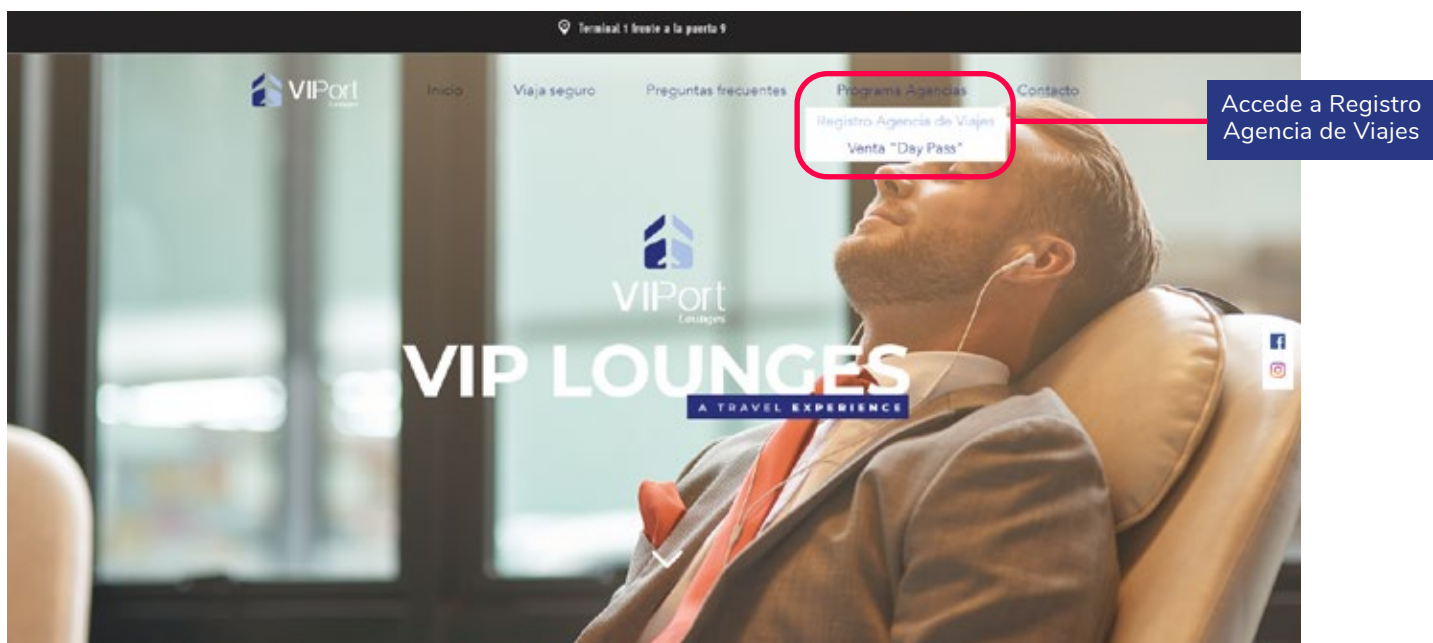 Terminal 1 frente a la puerta 9
VIPort
Lounges
Inicio
Viaja seguro
Preguntas frecuentes
Programa Agencias
Contacto
Registro Agencia de Viajes
Venta "Day Pass"
Accede a Registro
Agencia de Viajes
VIPort
Lounges
VIP LOUNGES
A TRAVEL EXPERIENCE